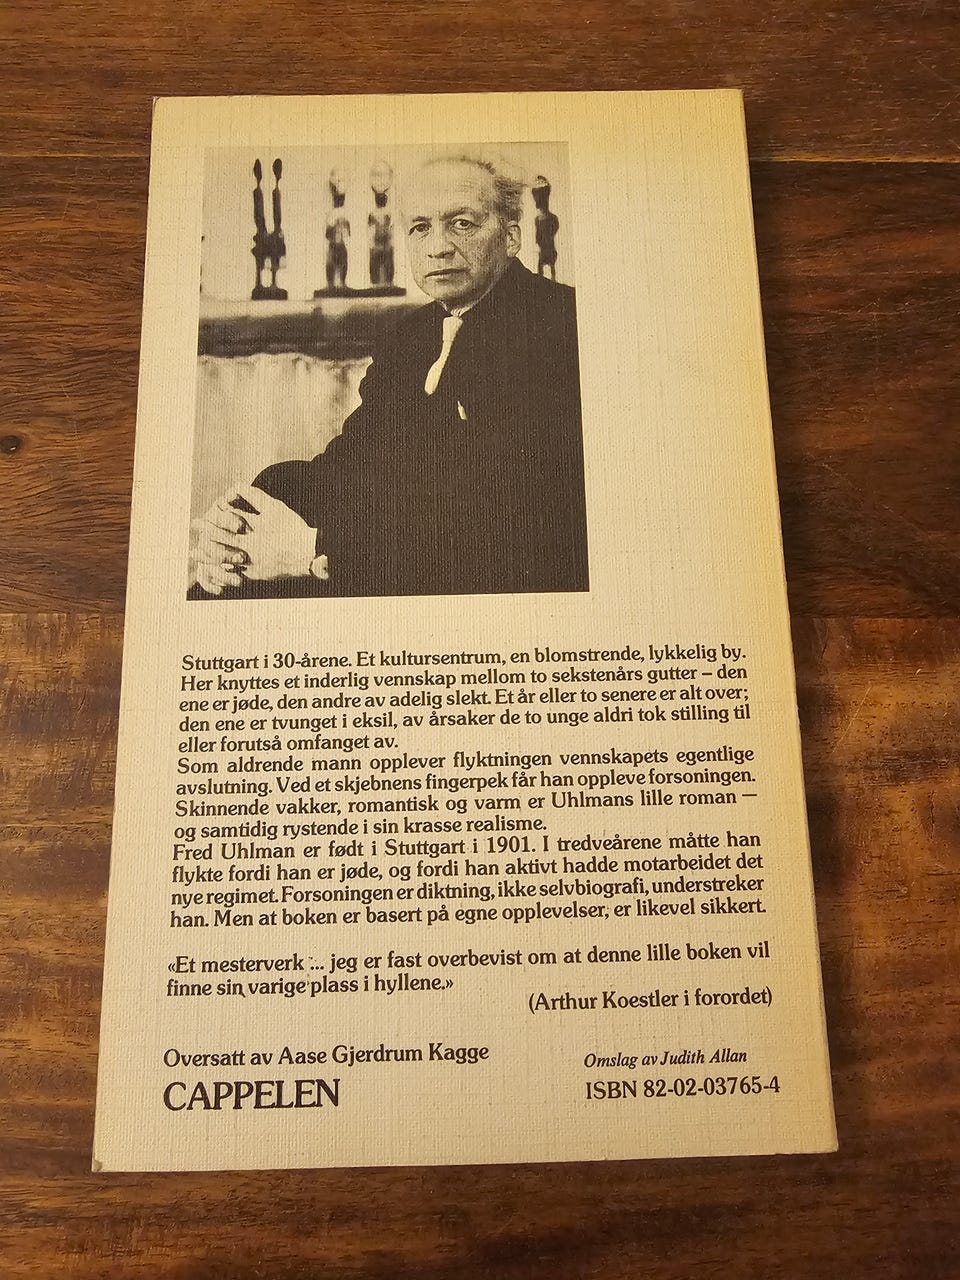 Stuttgart i 30-årene. Et kultursentrum, en blomstrende, lykkelig by.
Her knyttes et inderlig vennskap mellom to sekstenårs gutter – den
ene er jøde, den andre av adelig slekt. Et år eller to senere er alt over;
den ene er tvunget i eksil, av årsaker de to unge aldri tok stilling til
eller forutså omfanget av.
Som aldrende mann opplever flyktningen vennskapets egentlige
avslutning. Ved et skjebnens fingerpek får han oppleve forsoningen.
Skinnende vakker, romantisk og varm er Uhlmans lille roman —
og samtidig rystende i sin krasse realisme.
Fred Uhlman er født i Stuttgart i 1901. I tredveårene måtte han
flykte fordi han er jøde, og fordi han aktivt hadde motarbeidet det
nye regimet. Forsoningen er diktning, ikke selvbiografi, understreker
han. Men at boken er basert på egne opplevelser, er likevel sikkert.
«Et mesterverk ... jeg er fast overbevist om at denne lille boken vil
finne sin varige plass i hyllene.»
(Arthur Koestler i forordet)
Oversatt av Aase Gjerdrum Kagge
Omslag av Judith Allan
CAPPELEN
ISBN 82-02-03765-4